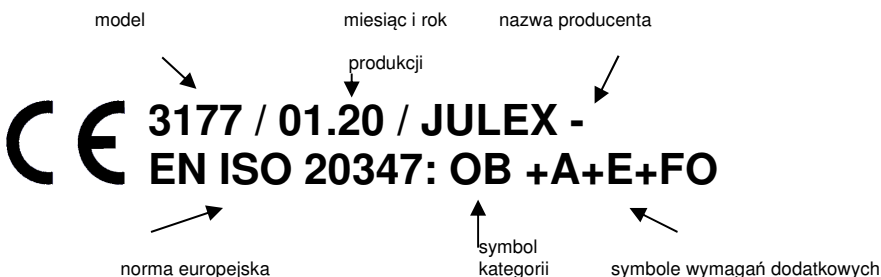 model miesiąc i rok nazwa producenta
produkcji
CE 3177 / 01.20 / JULEX -
EN ISO 20347: OB +A+E+FO
symbol
norma europejska kategorii symbole wymagań dodatkowych